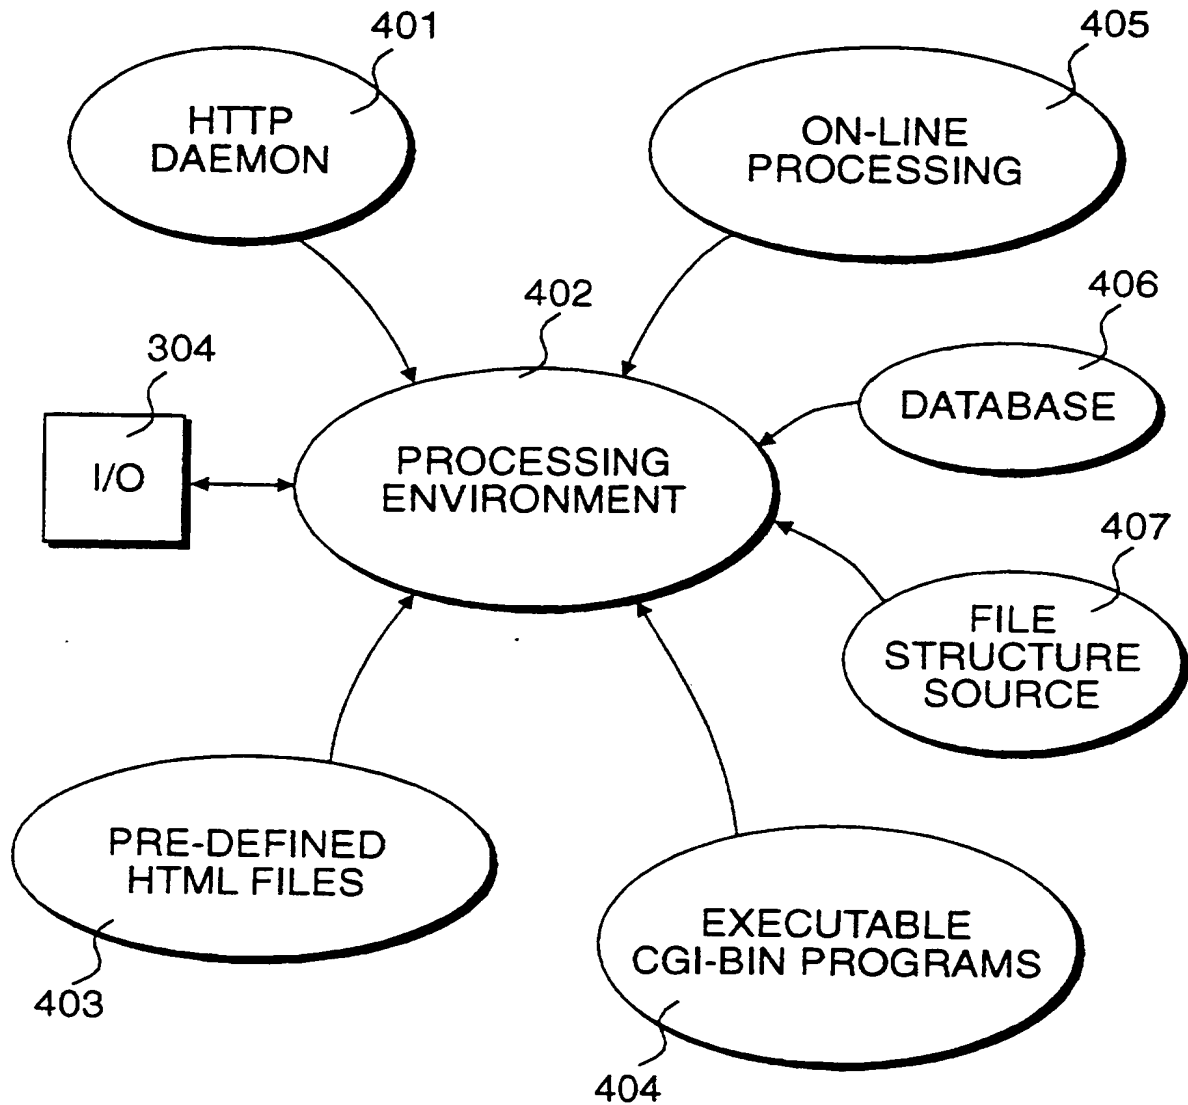 401
HTTP
DAEMON
405
ON-LINE
PROCESSING
402
406
DATABASE
304
I/O
PROCESSING
ENVIRONMENT
407
FILE
STRUCTURE
SOURCE
PRE-DEFINED
HTML FILES
403
EXECUTABLE
CGI-BIN PROGRAMS
404